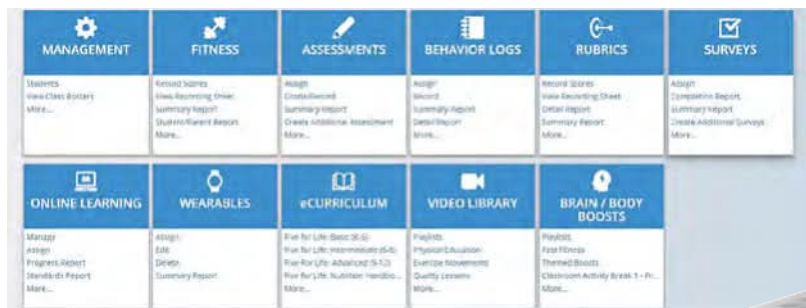 MANAGEMENT
Students
View Class Rosters
More...
FITNESS
Record Scores
View Recording Sheet
Summary Report
Student/Parent Report
More...
ASSESSMENTS
Assign
Grade/Record
Summary Report
Create Additional Assessment
More...
BEHAVIOR LOGS
Assign
Record
Summary Report
Detail Report
More...
RUBRICS
Record Scores
View Recording Sheet
Detail Report
Summary Report
More...
SURVEYS
Assign
Completion Report
Summary Report
Create Additional Surveys
More...
ONLINE LEARNING
Manage
Assign
Progress Report
Standards Report
More...
WEARABLES
Assign
Edit
Delete
Summary Report
eCURRICULUM
Five for Life: Basic (K-5)
Five for Life: Intermediate (6-8)
Five for Life: Advanced (9-12)
Five for Life: Nutrition Handbo...
More...
VIDEO LIBRARY
Playlists
Physical Education
Exercise Movements
Quality Lessons
More...
BRAIN / BODY
BOOSTS
Playlists
Fast Fitness
Themed Boosts
Classroom Activity Break 1 - Fr...
More...